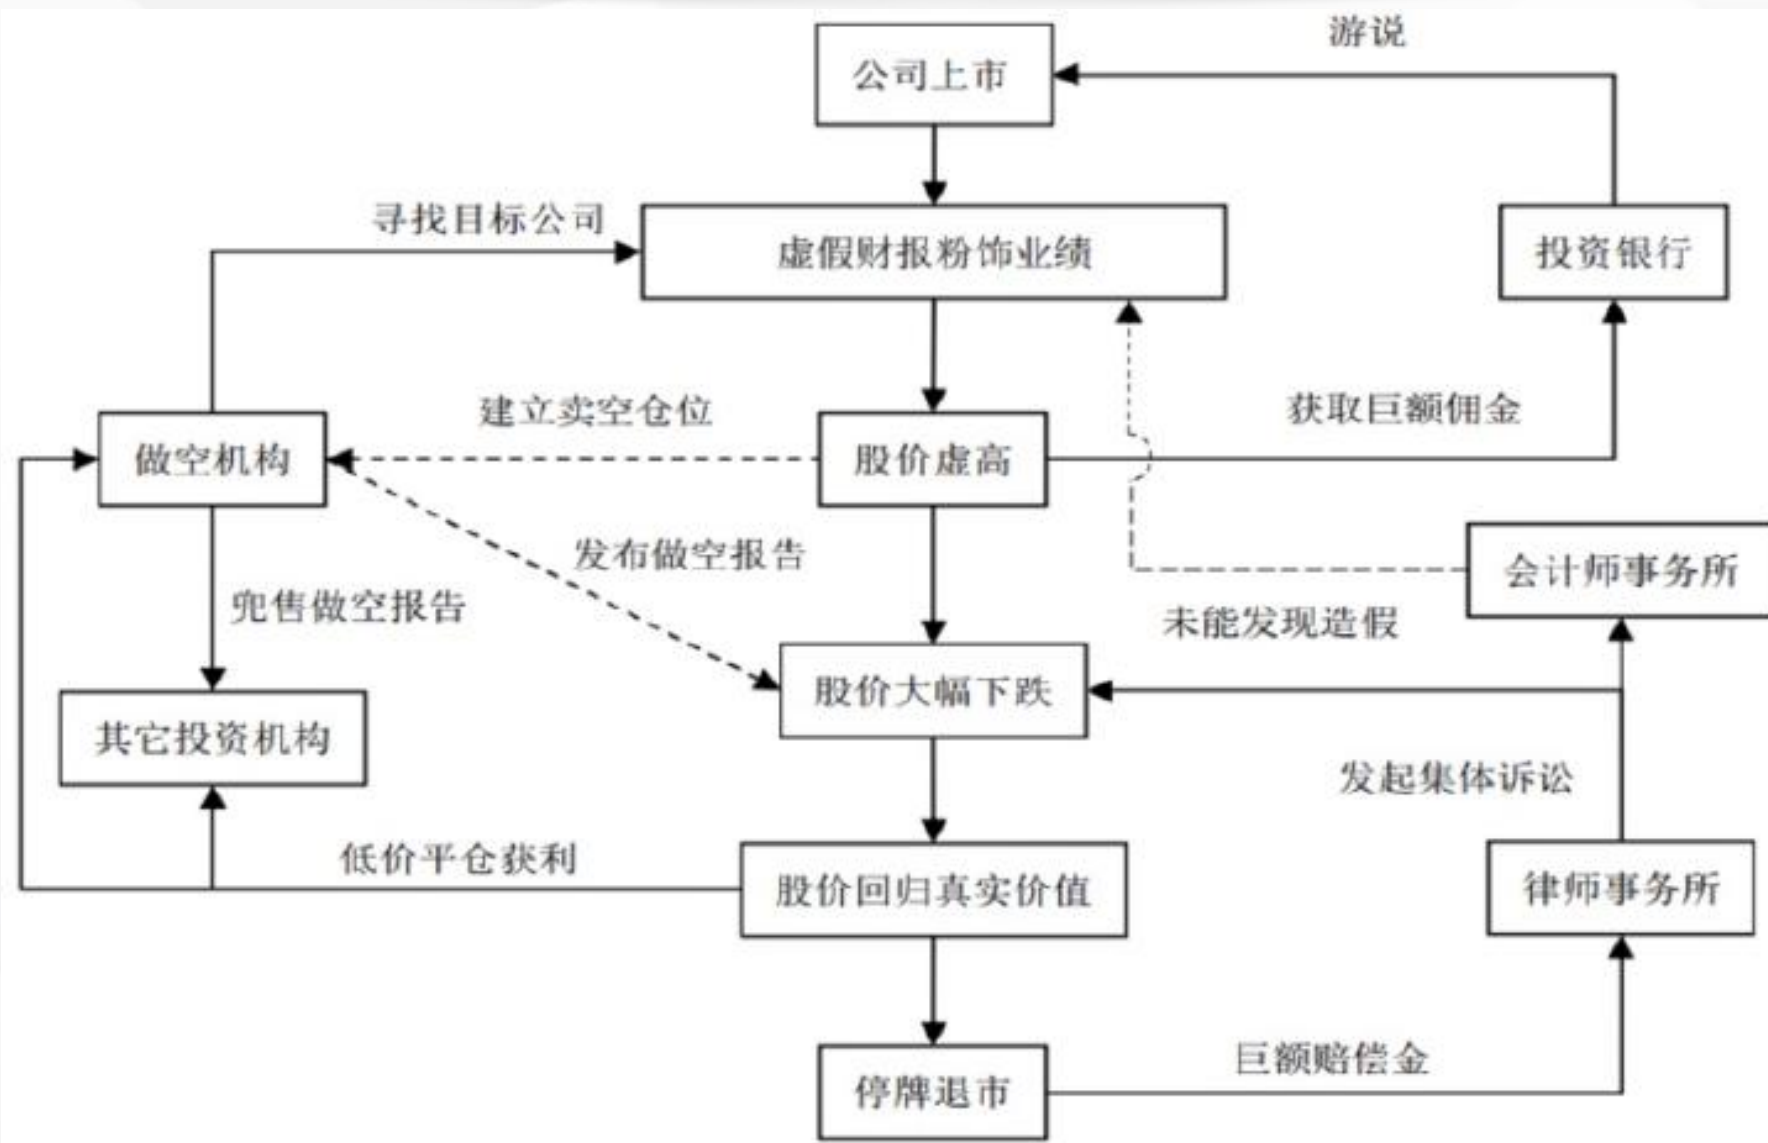 游说
公司上市
寻找目标公司
虚假财报粉饰业绩
投资银行
建立卖空仓位
获取巨额佣金
做空机构
股价虚高
发布做空报告
会计师事务所
兜售做空报告
未能发现造假
股价大幅下跌
其它投资机构
发起集体诉讼
低价平仓获利
股价回归真实价值
律师事务所
巨额赔偿金
停牌退市